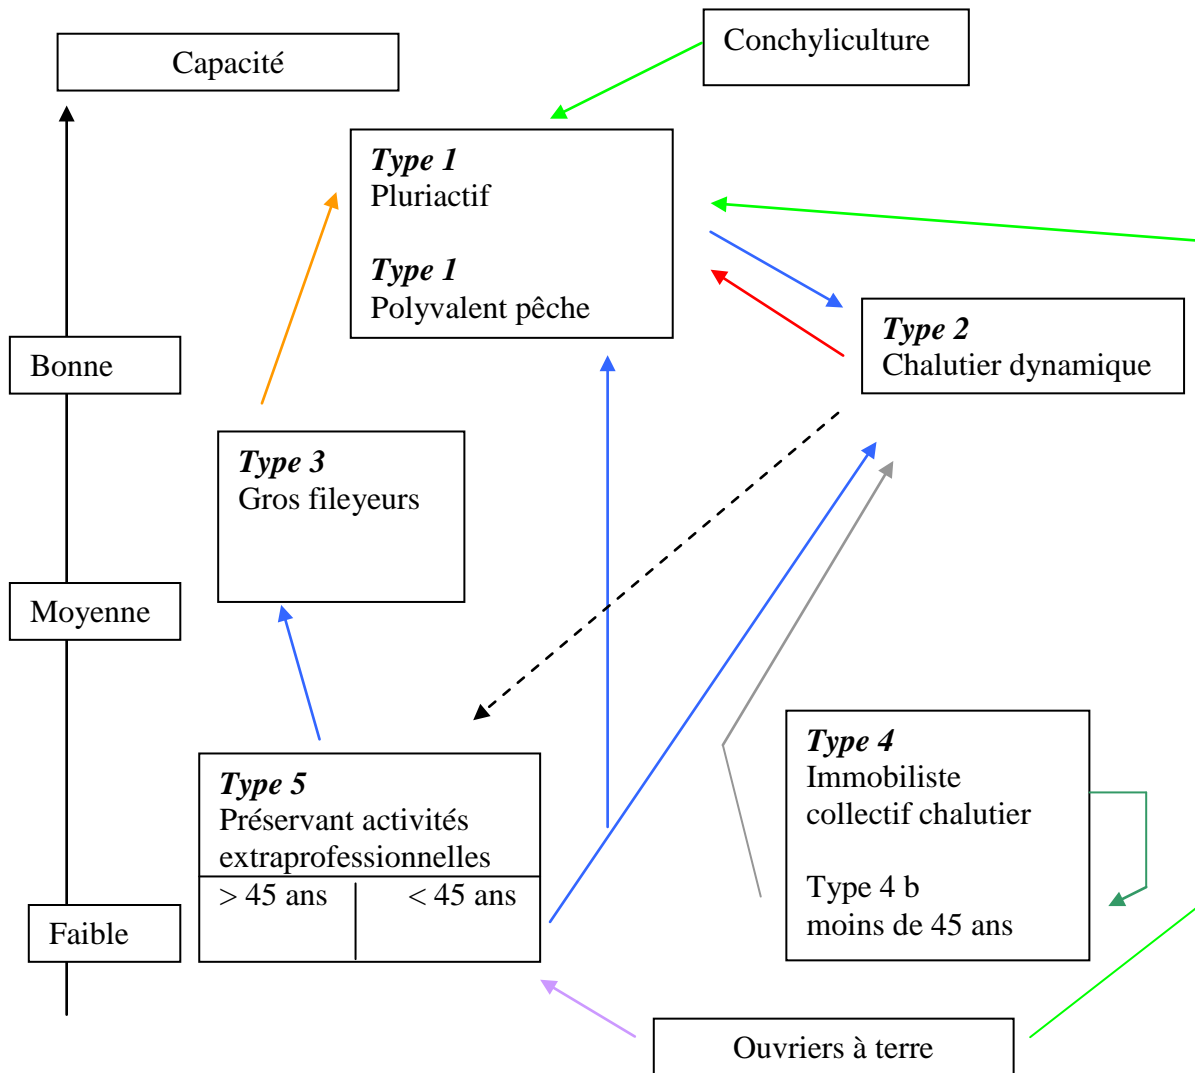 Capacité
Conchyliculture
Type 1
Pluriactif
Type 1
Polyvalent pêche
Type 2
Chalutier dynamique
Bonne
Type 3
Gros fileyeurs
Moyenne
Type 4
Immobiliste
collectif chalutier
Type 4 b
moins de 45 ans
Type 5
Préservant activités
extraprofessionnelles
> 45 ans < 45 ans
Faible
Ouvriers à terre